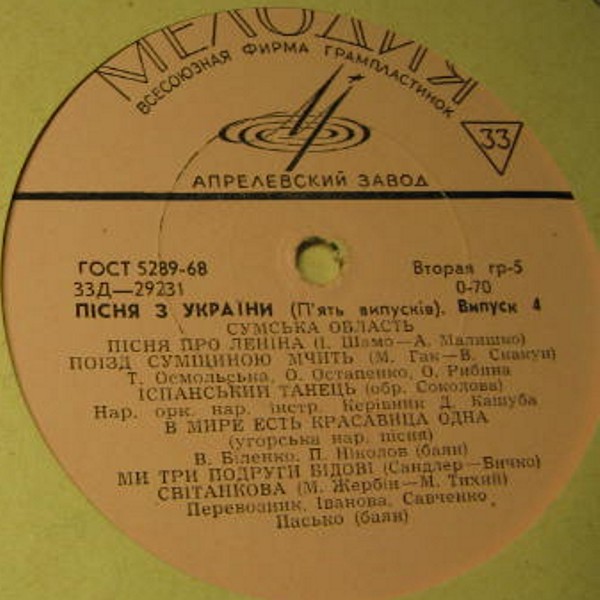 МЕЛОДИЯ
ВСЕСОЮЗНАЯ ФИРМА ГРАМПЛАСТИНОК
33
АПРЕЛЕВСКИЙ ЗАВОД
ГОСТ 5289-68 Вторая гр-5
33Д—29231 0-70
ПІСНЯ З УКРАЇНИ (П'ять випусків). Випуск 4
СУМСЬКА ОБЛАСТЬ
ПІСНЯ ПРО ЛЕНІНА (І. Шамо—А. Малишко)
ПОЇЗД СУМЩИНОЮ МЧИТЬ (М. Гак—В. Скакун)
Т. Осмольська, О. Остапенко, О. Рибина
ІСПАНСЬКИЙ ТАНЕЦЬ (обр. Соколова)
Нар. орк. нар. інстр. Керівник Д. Кашуба
В МИРЕ ЕСТЬ КРАСАВИЦА ОДНА
(угорська нар. пісня)
В. Біленко, П. Ніколов (баян)
МИ ТРИ ПОДРУГИ БІДОВІ (Сандлер—Бичко)
СВІТАНКОВА (М. Жербін—М. Тихий)
Перевозник, Іванова, Савченко,
Пасько (баян)